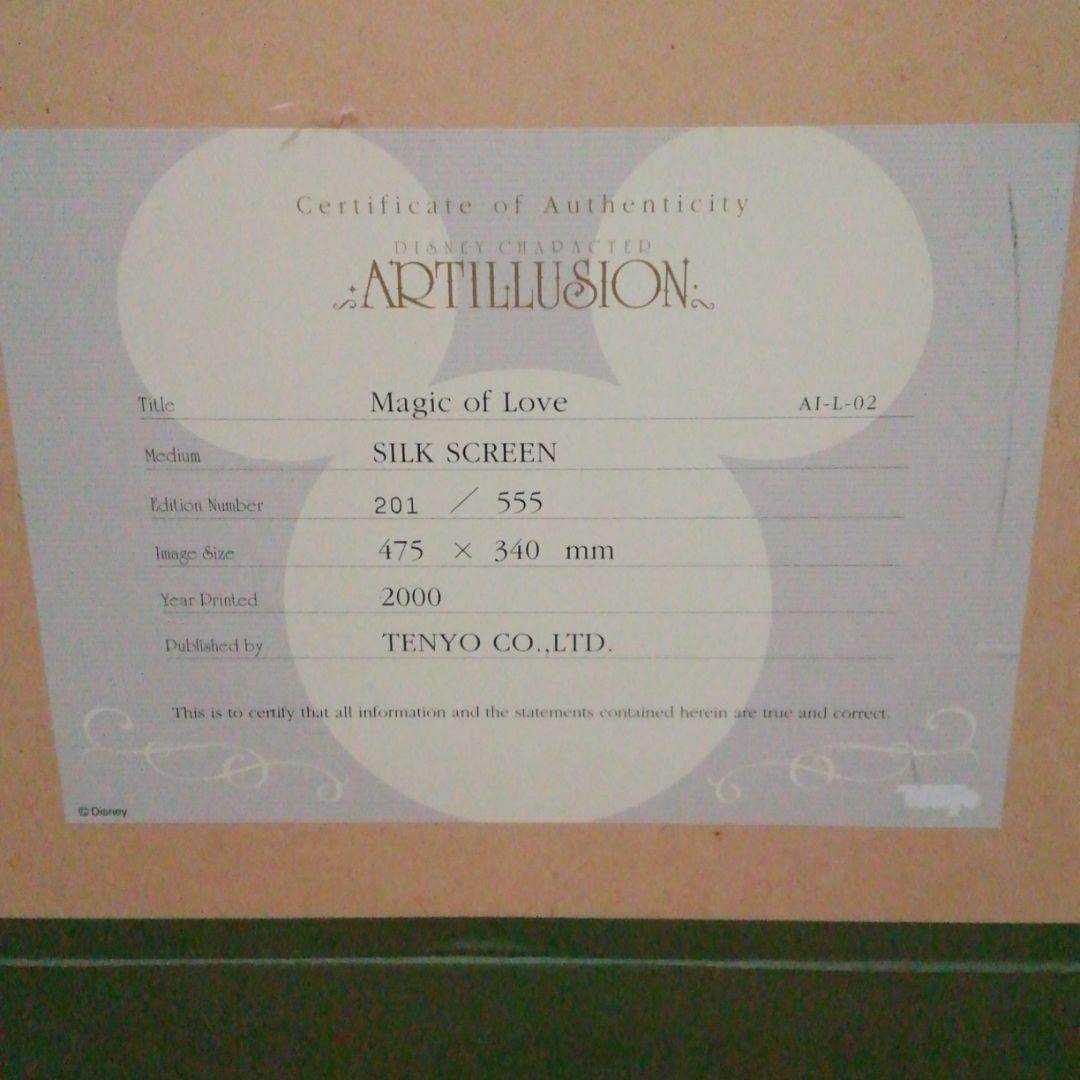 Certificate of Authenticity
DISNEY CHARACTER
ARTILLUSION
Title Magic of Love AI-L-02
Medium SILK SCREEN
Edition Number 201 / 555
Image Size 475 × 340 mm
Year Printed 2000
Published by TENYO CO.,LTD.
This is to certify that all information and the statements contained herein are true and correct.
©Disney